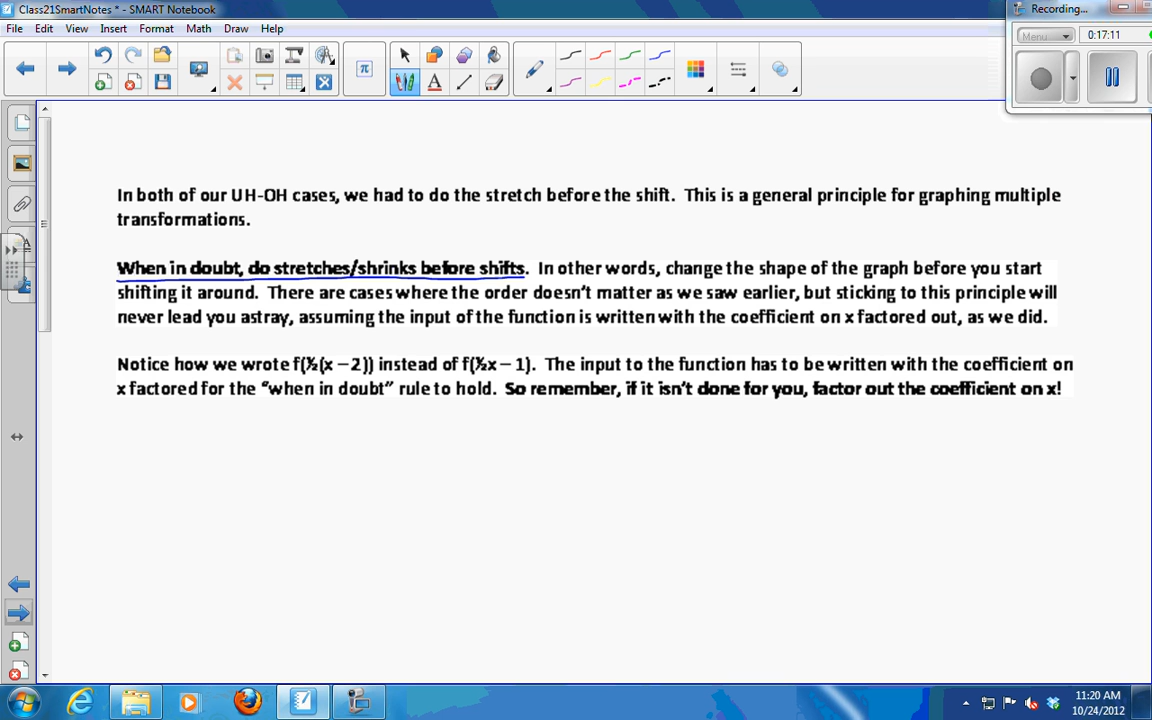 Class21SmartNotes * - SMART Notebook
Recording...
File Edit View Insert Format Math Draw Help
Menu
0:17:11
π
A
In both of our UH-OH cases, we had to do the stretch before the shift. This is a general principle for graphing multiple
transformations.
When in doubt, do stretches/shrinks before shifts. In other words, change the shape of the graph before you start
shifting it around. There are cases where the order doesn't matter as we saw earlier, but sticking to this principle will
never lead you astray, assuming the input of the function is written with the coefficient on x factored out, as we did.
Notice how we wrote f(½(x – 2)) instead of f(½x – 1). The input to the function has to be written with the coefficient on
x factored for the "when in doubt" rule to hold. So remember, if it isn't done for you, factor out the coefficient on x!
11:20 AM
10/24/2012